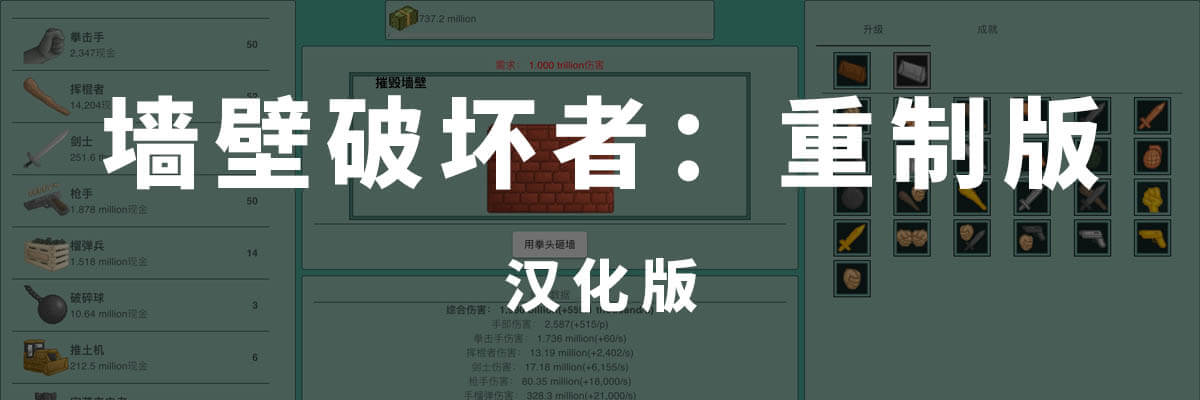 拳击手
2,347现金
50
挥棍者
14,204现金
剑士
251.6
枪手
1.878 million现金
50
榴弹兵
1.518 million现金
14
破碎球
10.64 million现金
3
推土机
212.5 million现金
6
737.2 million
需求： 1.000 trillion伤害
摧毁墙壁
墙壁破坏者：重制版
用拳头砸墙
汉化版
数据
综合伤害：
手部伤害： 2.587(+515/p)
拳击手伤害： 1.736 million(+60/s)
挥棍者伤害： 13.19 million(+2,402/s)
剑士伤害： 17.18 million(+6,155/s)
枪手伤害： 80.35 million(+18,000/s)
手榴弹伤害： 328.3 million(+21,000/s)
升级
成就